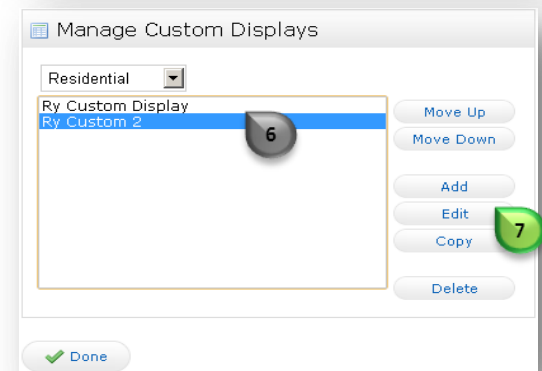 Manage Custom Displays
Residential
Ry Custom Display
Ry Custom 2
6
Move Up
Move Down
Add
Edit
7
Copy
Delete
Done